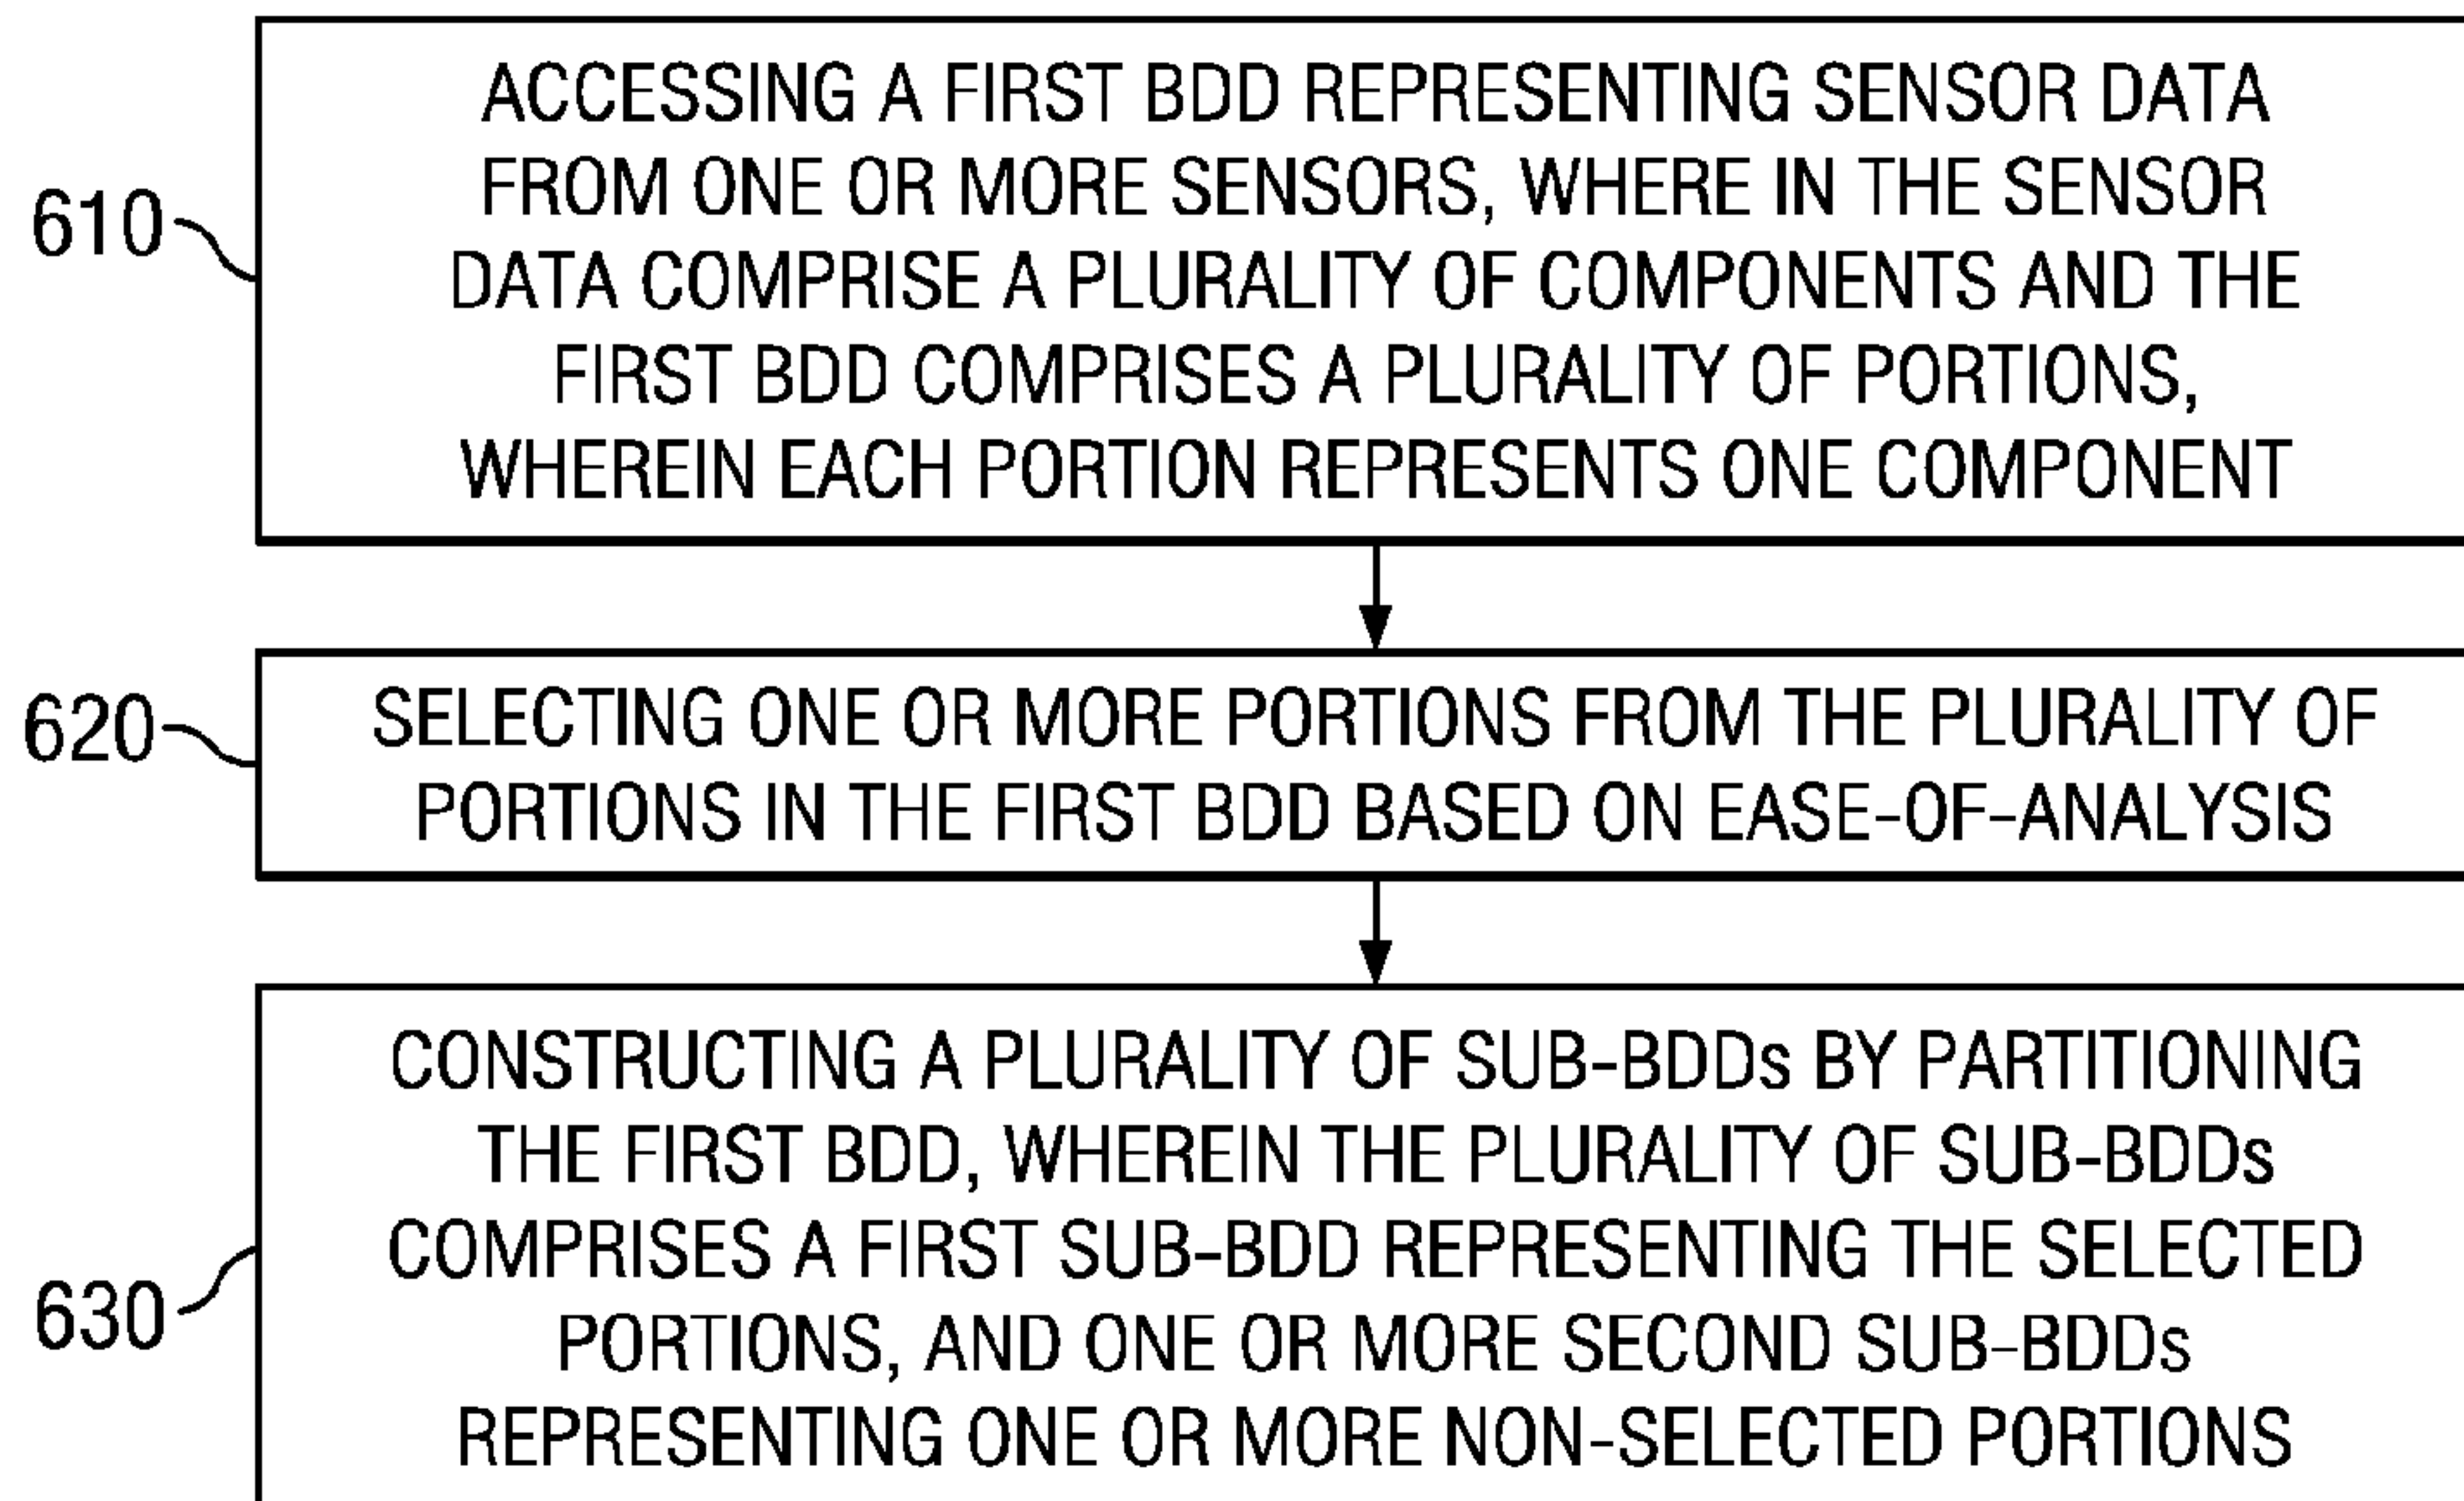 610
ACCESSING A FIRST BDD REPRESENTING SENSOR DATA
FROM ONE OR MORE SENSORS, WHERE IN THE SENSOR
DATA COMPRISE A PLURALITY OF COMPONENTS AND THE
FIRST BDD COMPRISES A PLURALITY OF PORTIONS,
WHEREIN EACH PORTION REPRESENTS ONE COMPONENT
620
SELECTING ONE OR MORE PORTIONS FROM THE PLURALITY OF
PORTIONS IN THE FIRST BDD BASED ON EASE-OF-ANALYSIS
630
CONSTRUCTING A PLURALITY OF SUB-BDDs BY PARTITIONING
THE FIRST BDD, WHEREIN THE PLURALITY OF SUB-BDDs
COMPRISES A FIRST SUB-BDD REPRESENTING THE SELECTED
PORTIONS, AND ONE OR MORE SECOND SUB-BDDs
REPRESENTING ONE OR MORE NON-SELECTED PORTIONS